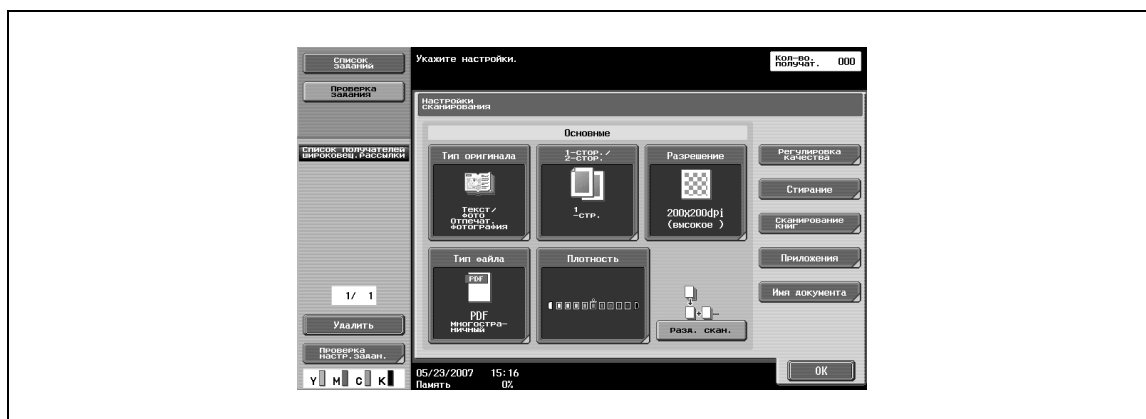 Список
заданий
Проверка
задания
Список получателей
широковещ.Рассылки
1/ 1
Удалить
Проверка
настр.задан.
Y M C K
Укажите настройки.
Кол-во.
получат. 000
Настройки
сканирования
Основные
Тип оригинала
Текст/
Фото
Отпечат.
фотография
1-стор./
2-стор.
1
-стр.
Разрешение
200x200dpi
(высокое )
Тип файла
PDF
PDF
Многостра-
ничный
Плотность
Разд. скан.
Регулировка
качества
Стирание
Сканирование
книг
Приложения
Имя документа
05/23/2007 15:16
Память 0%
OK